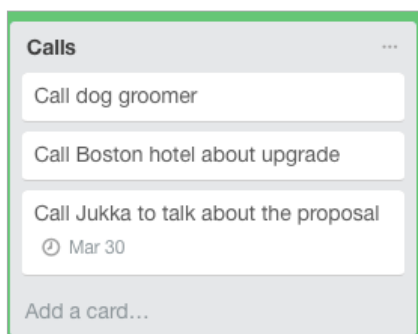 Calls
Call dog groomer
Call Boston hotel about upgrade
Call Jukka to talk about the proposal
Mar 30
Add a card…